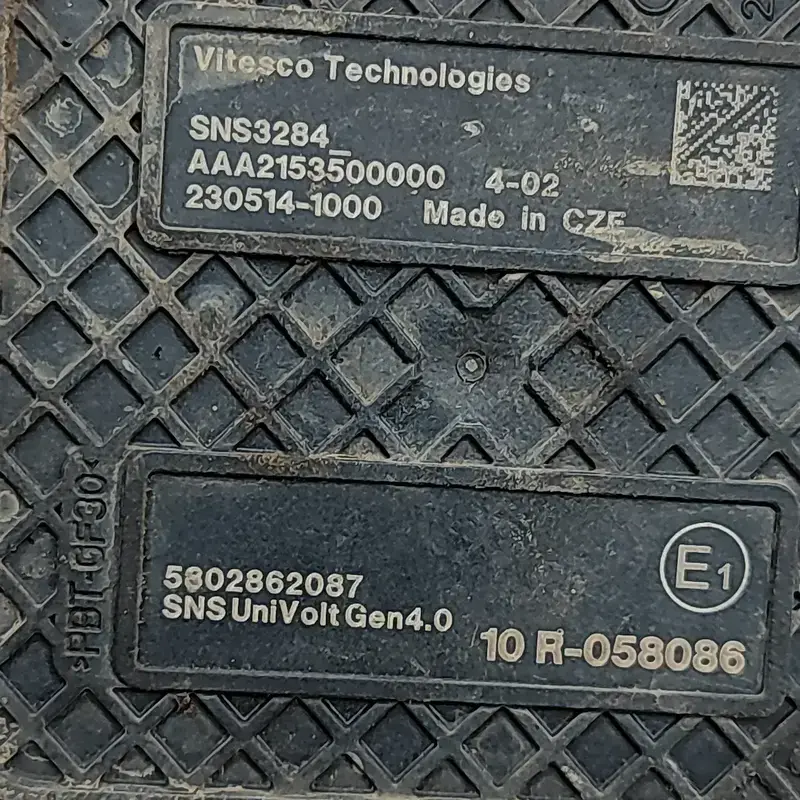 Vitesco Technologies
SNS3284_
AAA2153500000 4-02
230514-1000 Made in CZE
>PBT-GF30<
5802862087
SNS UniVolt Gen4.0
E1
10 R-058086